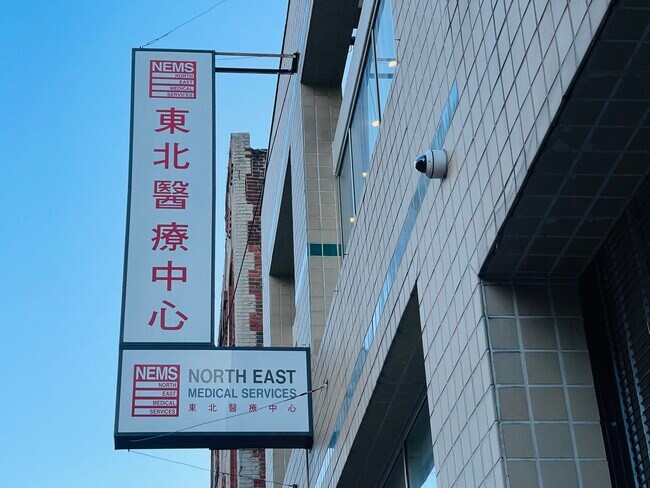 NEMS
NORTH
EAST
MEDICAL
SERVICES
東北醫療中心
NEMS
NORTH
EAST
MEDICAL
SERVICES
NORTH EAST
MEDICAL SERVICES
東北醫療中心